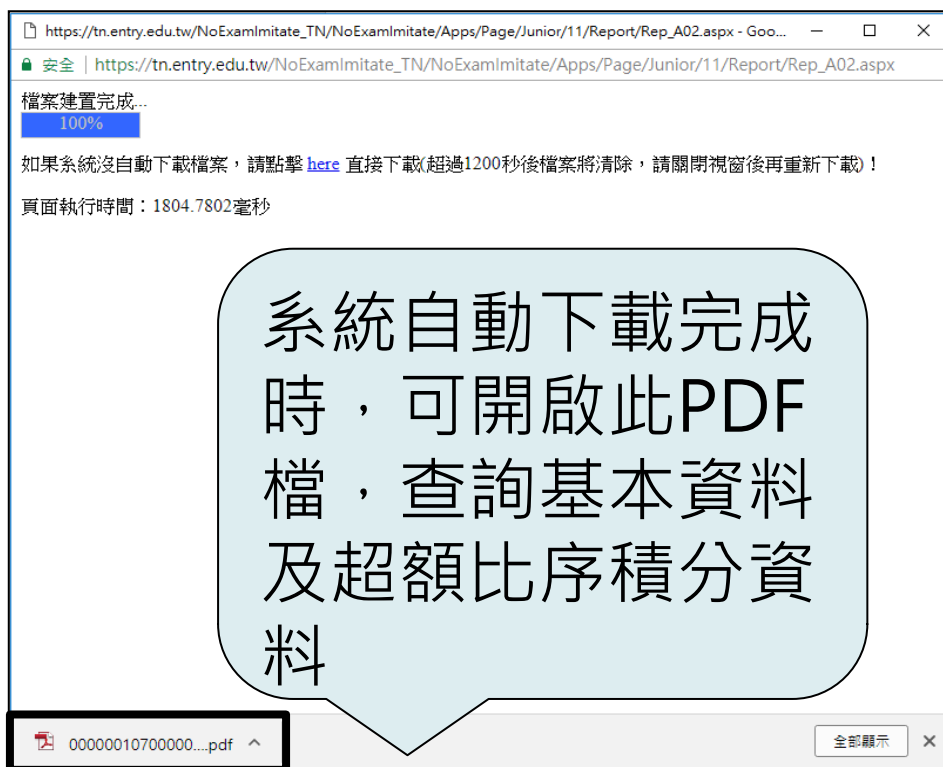 https://tn.entry.edu.tw/NoExamImitate_TN/NoExamImitate/Apps/Page/Junior/11/Report/Rep_A02.aspx - Goo...
安全 | https://tn.entry.edu.tw/NoExamImitate_TN/NoExamImitate/Apps/Page/Junior/11/Report/Rep_A02.aspx
檔案建置完成...
100%
如果系統沒自動下載檔案，請點擊 here 直接下載(超過1200秒後檔案將清除，請關閉視窗後再重新下載)！
頁面執行時間：1804.7802毫秒
系統自動下載完成
時，可開啟此PDF
檔，查詢基本資料
及超額比序積分資
料
00000010700000....pdf
全部顯示